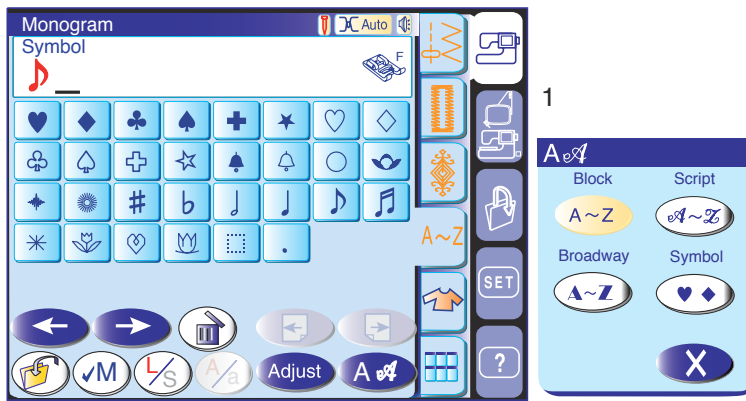 Monogram Auto
Symbol
F
A~Z
SET
?
✓M L/S A/a Adjust A A
1
A A
Block Script
A~Z A~Z
Broadway Symbol
A~Z ♥ ◆
X